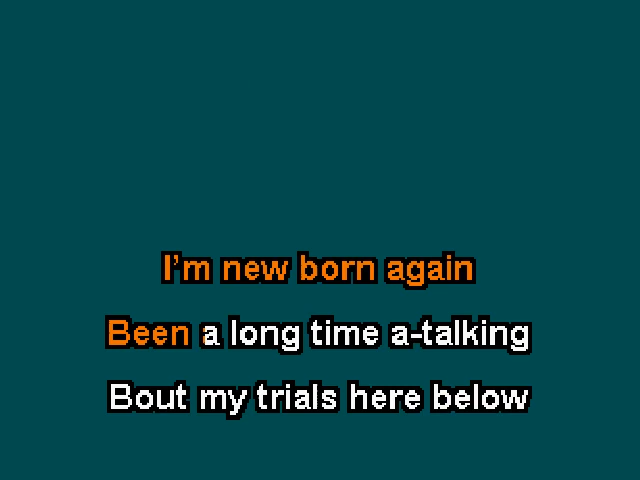 I’m new born again
Been a long time a-talking
Bout my trials here below